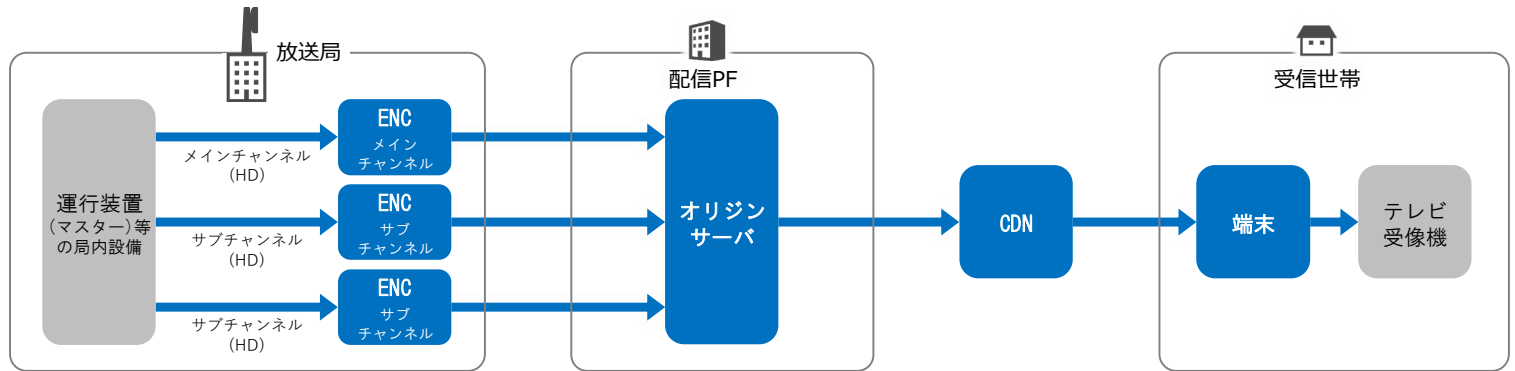 放送局
運行装置
（マスター）等
の局内設備
メインチャンネル
（HD）
サブチャンネル
（HD）
サブチャンネル
（HD）
ENC
メイン
チャンネル
ENC
サブ
チャンネル
ENC
サブ
チャンネル
配信PF
オリジン
サーバ
CDN
受信世帯
端末
テレビ
受像機